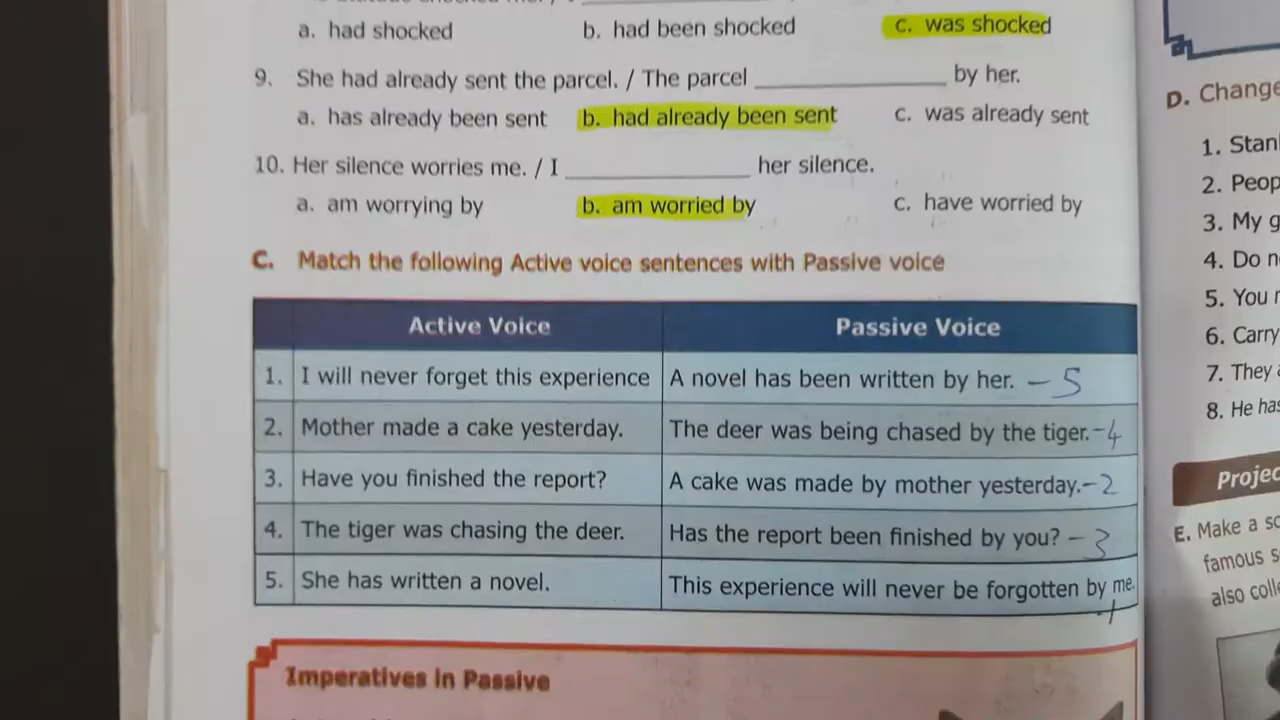 a. had shocked b. had been shocked c. was shocked
9. She had already sent the parcel. / The parcel ____________ by her.
a. has already been sent b. had already been sent c. was already sent
10. Her silence worries me. / I ____________ her silence.
a. am worrying by b. am worried by c. have worried by
C. Match the following Active voice sentences with Passive voice
Active Voice Passive Voice
1. I will never forget this experience A novel has been written by her. – 5
2. Mother made a cake yesterday. The deer was being chased by the tiger. – 4
3. Have you finished the report? A cake was made by mother yesterday. – 2
4. The tiger was chasing the deer. Has the report been finished by you? – 3
5. She has written a novel. This experience will never be forgotten by me.
– 1
Imperatives in Passive
D. Change
1. Stan
2. Peop
3. My g
4. Do n
5. You
6. Carry
7. They
8. He has
Projec
E. Make a
famous s
also coll